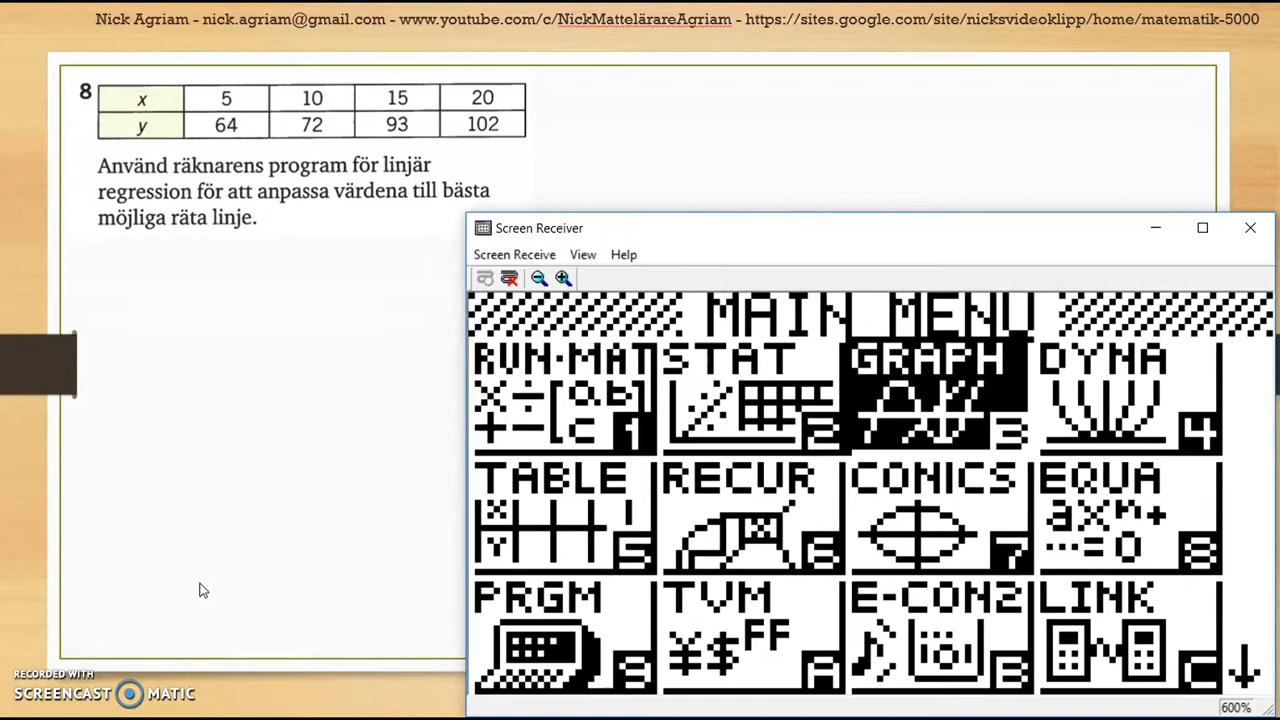 Nick Agriam - nick.agriam@gmail.com - www.youtube.com/c/NickMattelärareAgriam - https://sites.google.com/site/nicksvideoklipp/home/matematik-5000
8
x 5 10 15 20
y 64 72 93 102
Använd räknarens program för linjär
regression för att anpassa värdena till bästa
möjliga räta linje.
Screen Receiver
Screen Receive View Help
MAIN MENU
RUN·MAT STAT GRAPH DYNA
X÷[a b]
+−[c
1 2 3 4
TABLE RECUR CONICS EQUA
X
Y
aXⁿ+
···=0
5 6 7 8
PRGM TVM E-CON2 LINK
¥$FF
9 A B C
600%
RECORDED WITH
SCREENCAST MATIC